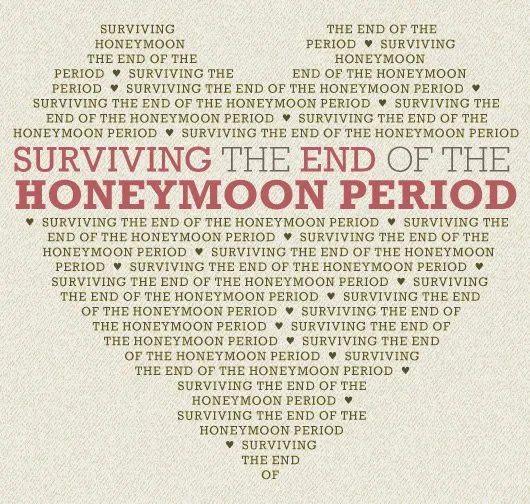 SURVIVING
HONEYMOON
THE END OF THE
PERIOD ♥ SURVIVING THE
THE END OF THE
PERIOD ♥ SURVIVING
HONEYMOON
END OF THE HONEYMOON
PERIOD ♥ SURVIVING THE END OF THE HONEYMOON PERIOD ♥
SURVIVING THE END OF THE HONEYMOON PERIOD ♥ SURVIVING THE
END OF THE HONEYMOON PERIOD ♥ SURVIVING THE END OF THE
HONEYMOON PERIOD ♥ SURVIVING THE END OF THE HONEYMOON PERIOD
SURVIVING THE END OF THE
HONEYMOON PERIOD
♥ SURVIVING THE END OF THE HONEYMOON PERIOD ♥ SURVIVING THE
END OF THE HONEYMOON PERIOD ♥ SURVIVING THE END OF THE
HONEYMOON PERIOD ♥ SURVIVING THE END OF THE HONEYMOON
PERIOD ♥ SURVIVING THE END OF THE HONEYMOON PERIOD ♥
SURVIVING THE END OF THE HONEYMOON PERIOD ♥ SURVIVING
THE END OF THE HONEYMOON PERIOD ♥ SURVIVING THE END
OF THE HONEYMOON PERIOD ♥ SURVIVING THE END OF
THE HONEYMOON PERIOD ♥ SURVIVING THE END OF
THE HONEYMOON PERIOD ♥ SURVIVING THE END
OF THE HONEYMOON PERIOD ♥ SURVIVING
THE END OF THE HONEYMOON PERIOD ♥
SURVIVING THE END OF THE
HONEYMOON PERIOD ♥
SURVIVING THE END OF THE
HONEYMOON PERIOD
♥ SURVIVING
THE END
OF